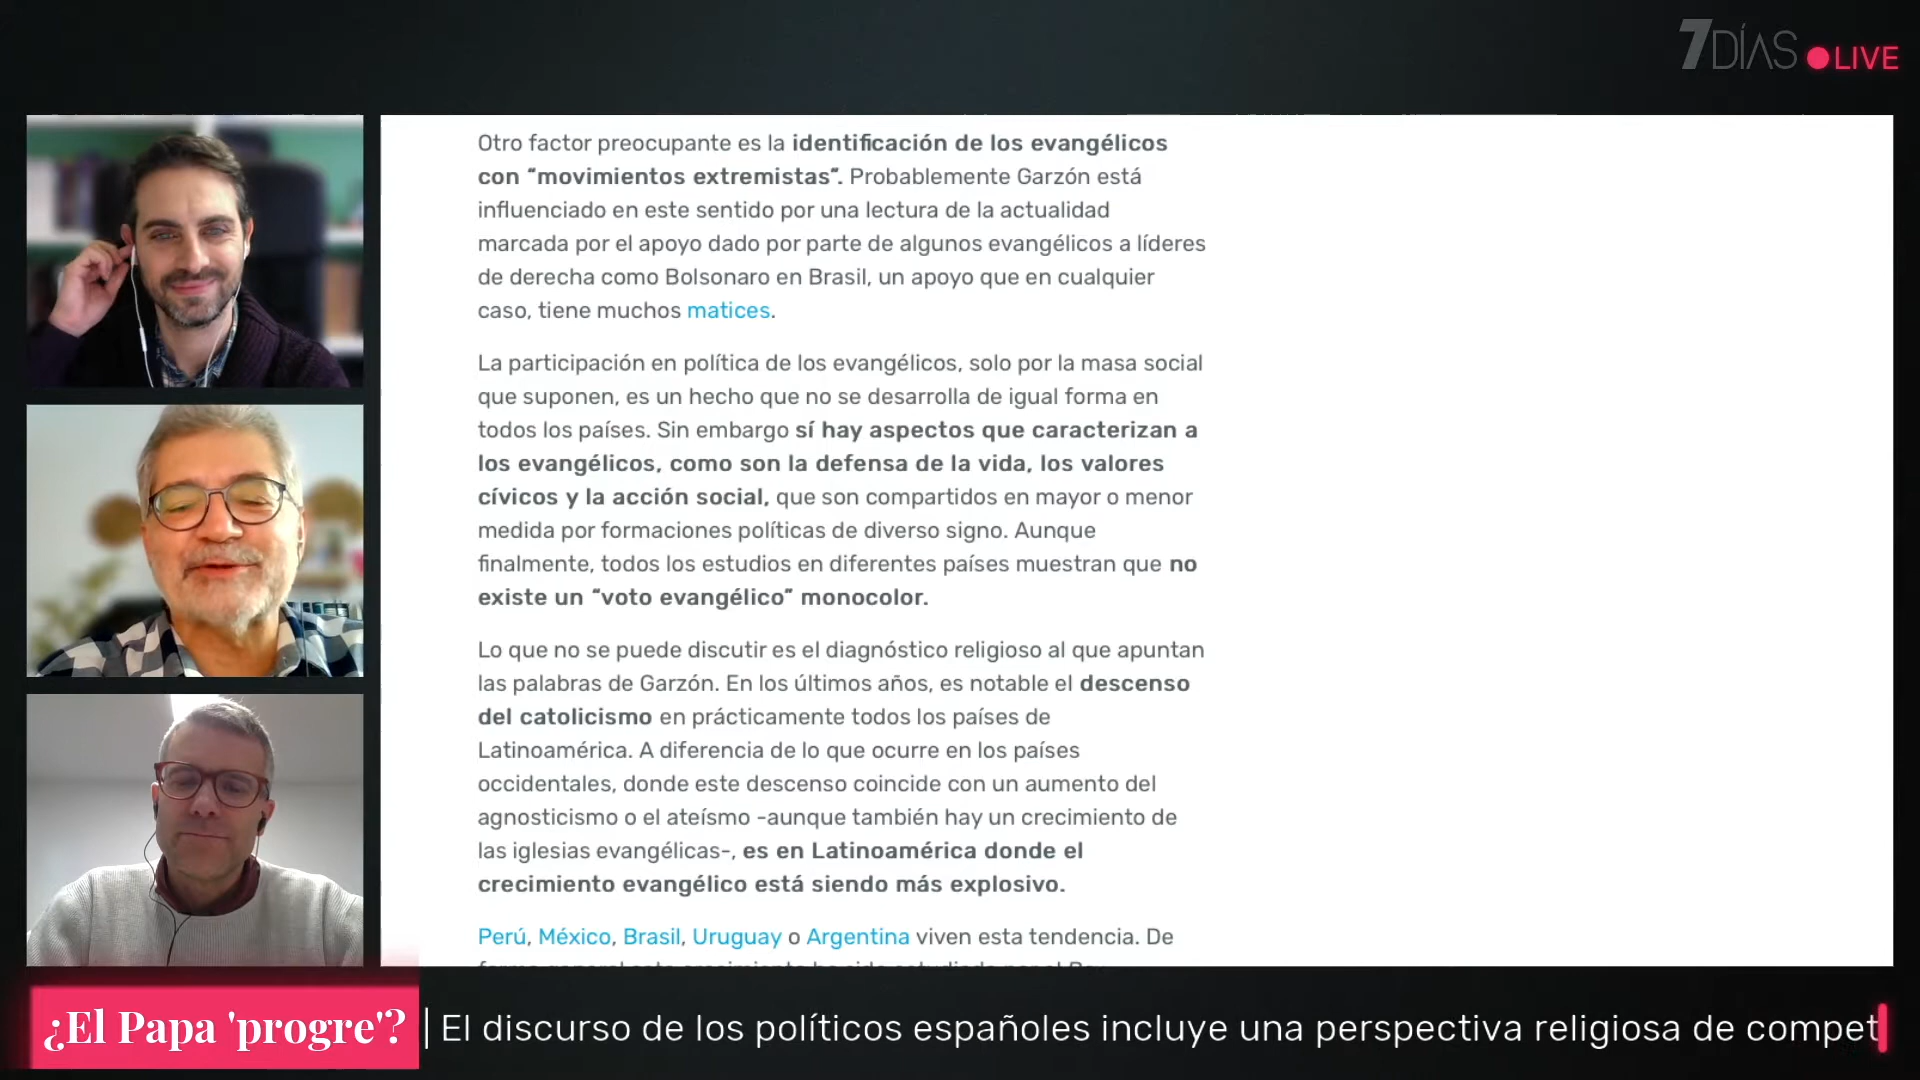 7DÍAS LIVE
Otro factor preocupante es la identificación de los evangélicos
con “movimientos extremistas“. Probablemente Garzón está
influenciado en este sentido por una lectura de la actualidad
marcada por el apoyo dado por parte de algunos evangélicos a líderes
de derecha como Bolsonaro en Brasil, un apoyo que en cualquier
caso, tiene muchos matices.
La participación en política de los evangélicos, solo por la masa social
que suponen, es un hecho que no se desarrolla de igual forma en
todos los países. Sin embargo sí hay aspectos que caracterizan a
los evangélicos, como son la defensa de la vida, los valores
cívicos y la acción social, que son compartidos en mayor o menor
medida por formaciones políticas de diverso signo. Aunque
finalmente, todos los estudios en diferentes países muestran que no
existe un “voto evangélico” monocolor.
Lo que no se puede discutir es el diagnóstico religioso al que apuntan
las palabras de Garzón. En los últimos años, es notable el descenso
del catolicismo en prácticamente todos los países de
Latinoamérica. A diferencia de lo que ocurre en los países
occidentales, donde este descenso coincide con un aumento del
agnosticismo o el ateísmo -aunque también hay un crecimiento de
las iglesias evangélicas-, es en Latinoamérica donde el
crecimiento evangélico está siendo más explosivo.
Perú, México, Brasil, Uruguay o Argentina viven esta tendencia. De
¿El Papa 'progre'? | El discurso de los políticos españoles incluye una perspectiva religiosa de compet